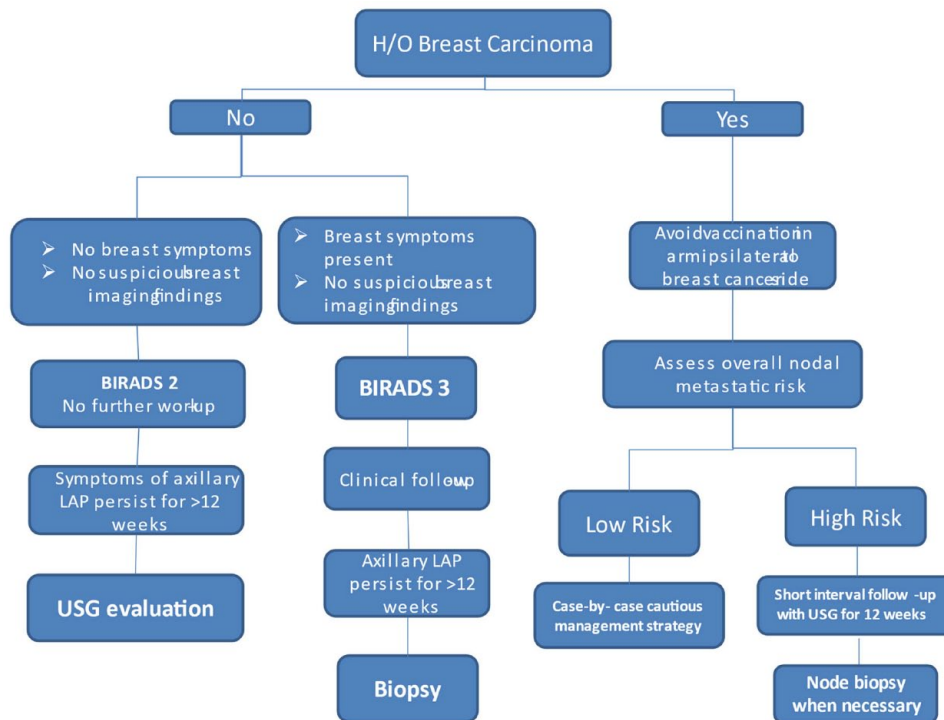 H/O Breast Carcinoma
No
Yes
➢ No breast symptoms
➢ No suspicious breast
imaging findings
➢ Breast symptoms
present
➢ No suspicious breast
imaging findings
Avoid vaccination in
arm ipsilateral to
breast cancer side
BIRADS 2
No further work-up
BIRADS 3
Assess overall nodal
metastatic risk
Symptoms of axillary
LAP persist for >12
weeks
Clinical follow-up
Low Risk
High Risk
USG evaluation
Axillary LAP
persist for >12
weeks
Case-by- case cautious
management strategy
Short interval follow -up
with USG for 12 weeks
Biopsy
Node biopsy
when necessary